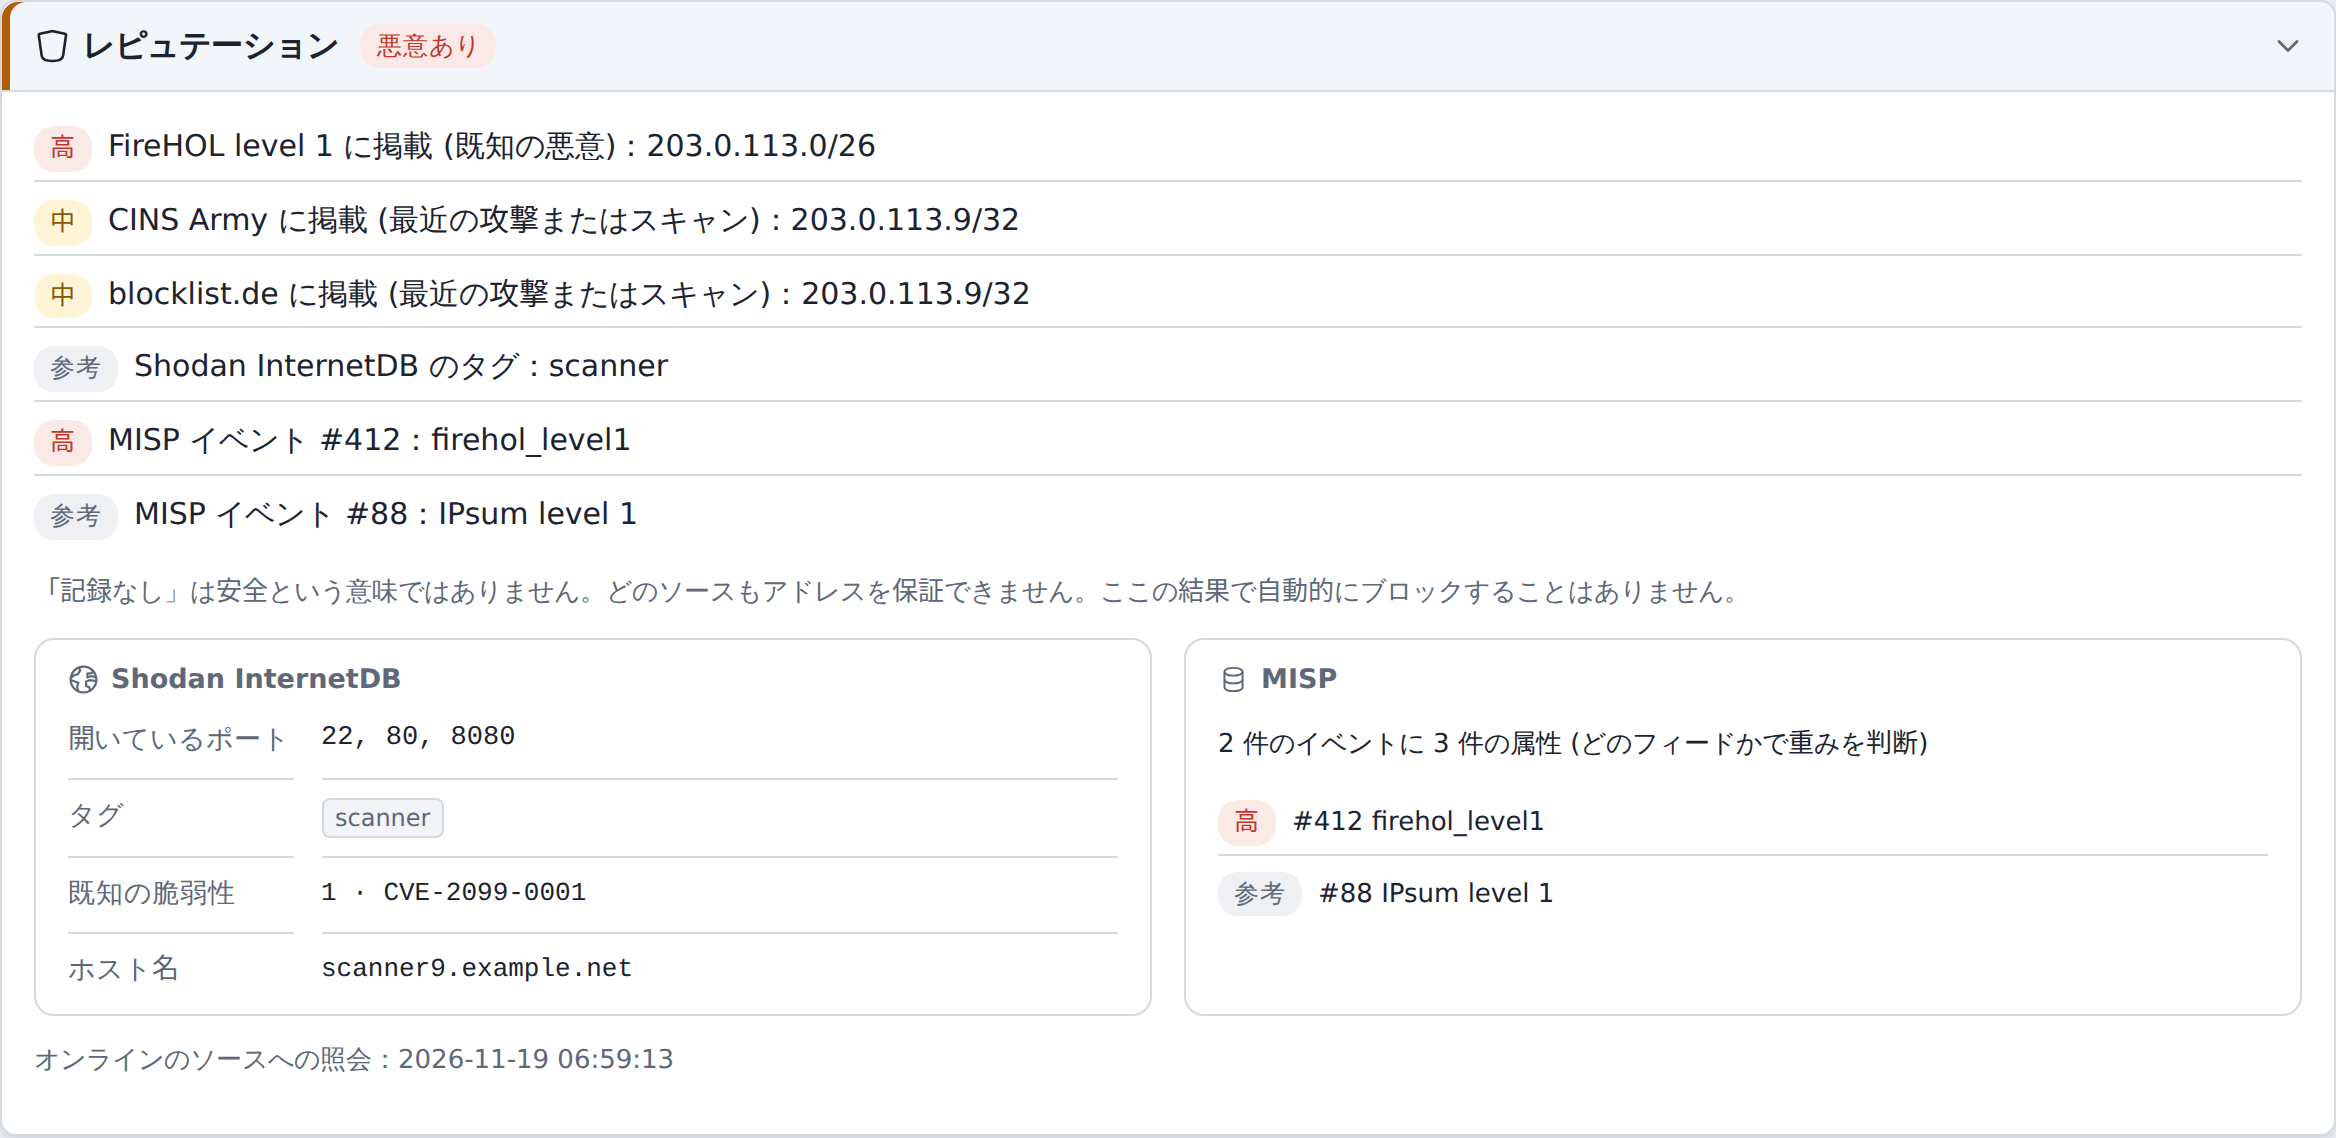 レピュテーション 悪意あり
高 FireHOL level 1 に掲載 (既知の悪意)：203.0.113.0/26
中 CINS Army に掲載 (最近の攻撃またはスキャン)：203.0.113.9/32
中 blocklist.de に掲載 (最近の攻撃またはスキャン)：203.0.113.9/32
参考 Shodan InternetDB のタグ：scanner
高 MISP イベント #412：firehol_level1
参考 MISP イベント #88：IPsum level 1
「記録なし」は安全という意味ではありません。どのソースもアドレスを保証できません。ここの結果で自動的にブロックすることはありません。
Shodan InternetDB
開いているポート 22, 80, 8080
タグ scanner
既知の脆弱性 1 · CVE-2099-0001
ホスト名 scanner9.example.net
MISP
2 件のイベントに 3 件の属性 (どのフィードかで重みを判断)
高 #412 firehol_level1
参考 #88 IPsum level 1
オンラインのソースへの照会：2026-11-19 06:59:13